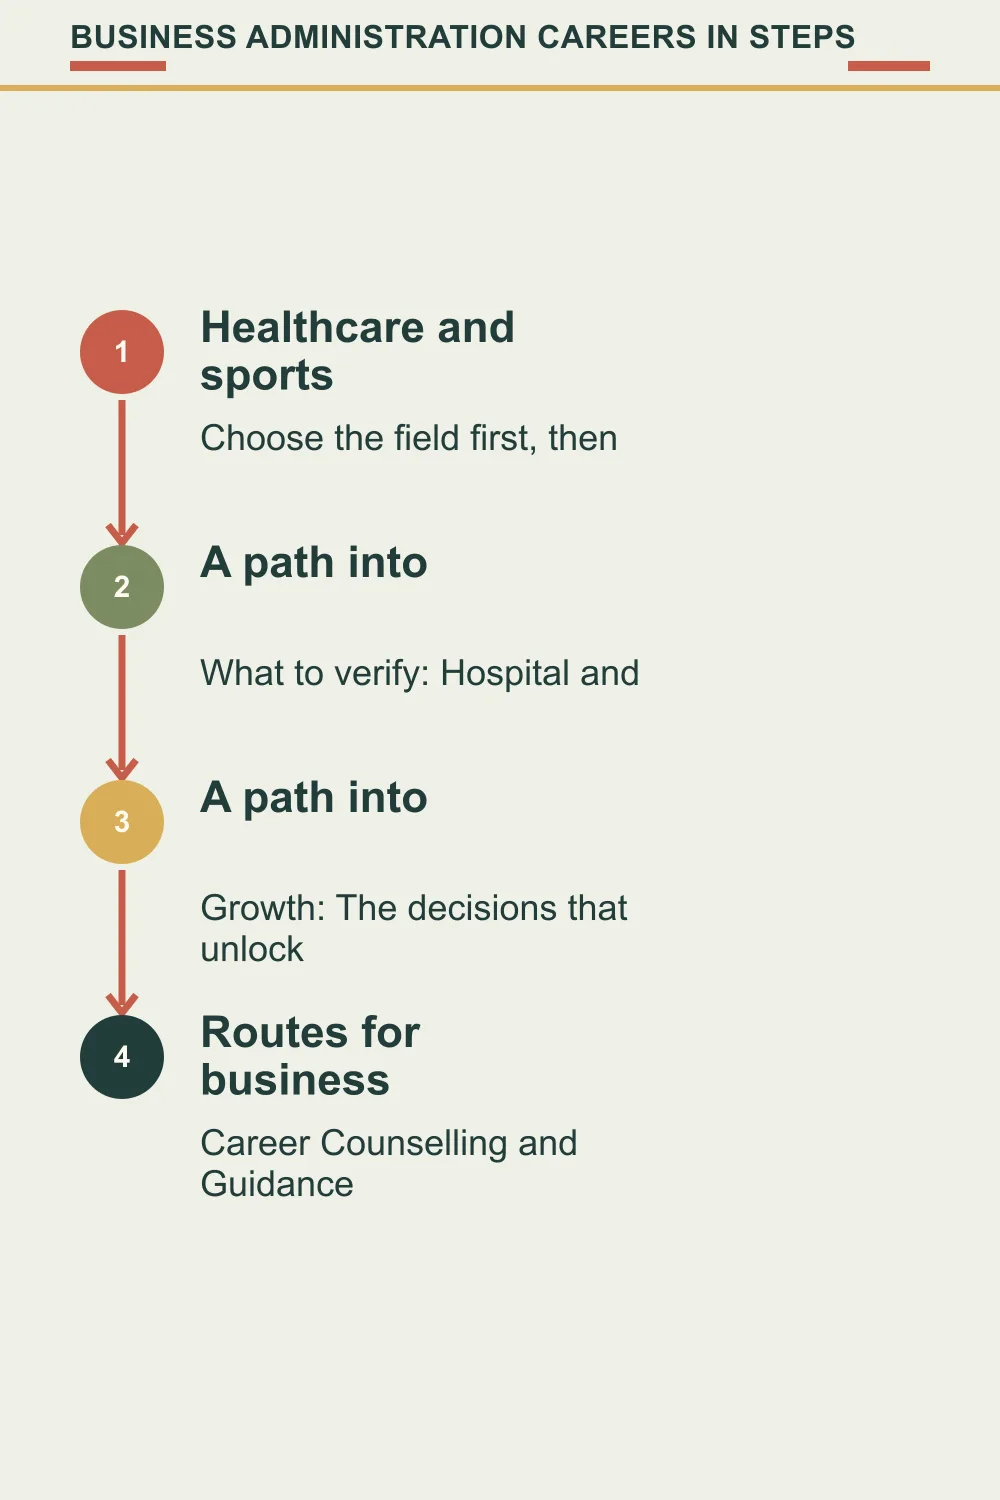 BUSINESS ADMINISTRATION CAREERS IN STEPS
1
Healthcare and
sports
Choose the field first, then
2
A path into
What to verify: Hospital and
3
A path into
Growth: The decisions that
unlock
4
Routes for
business
Career Counselling and
Guidance